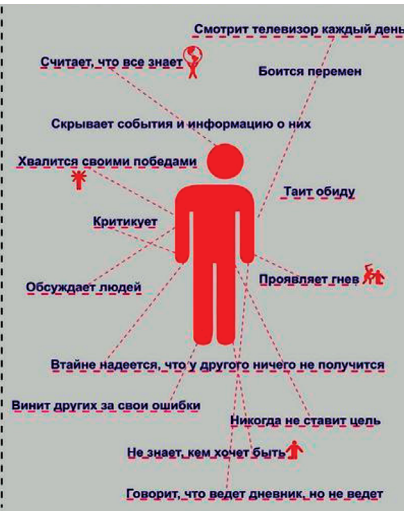 Смотрит телевизор каждый день
Считает, что все знает
Боится перемен
Скрывает события и информацию о них
Хвалится своими победами
Таит обиду
Критикует
Проявляет гнев
Обсуждает людей
Втайне надеется, что у другого ничего не получится
Винит других за свои ошибки
Никогда не ставит цель
Не знает, кем хочет быть
Говорит, что ведет дневник, но не ведет